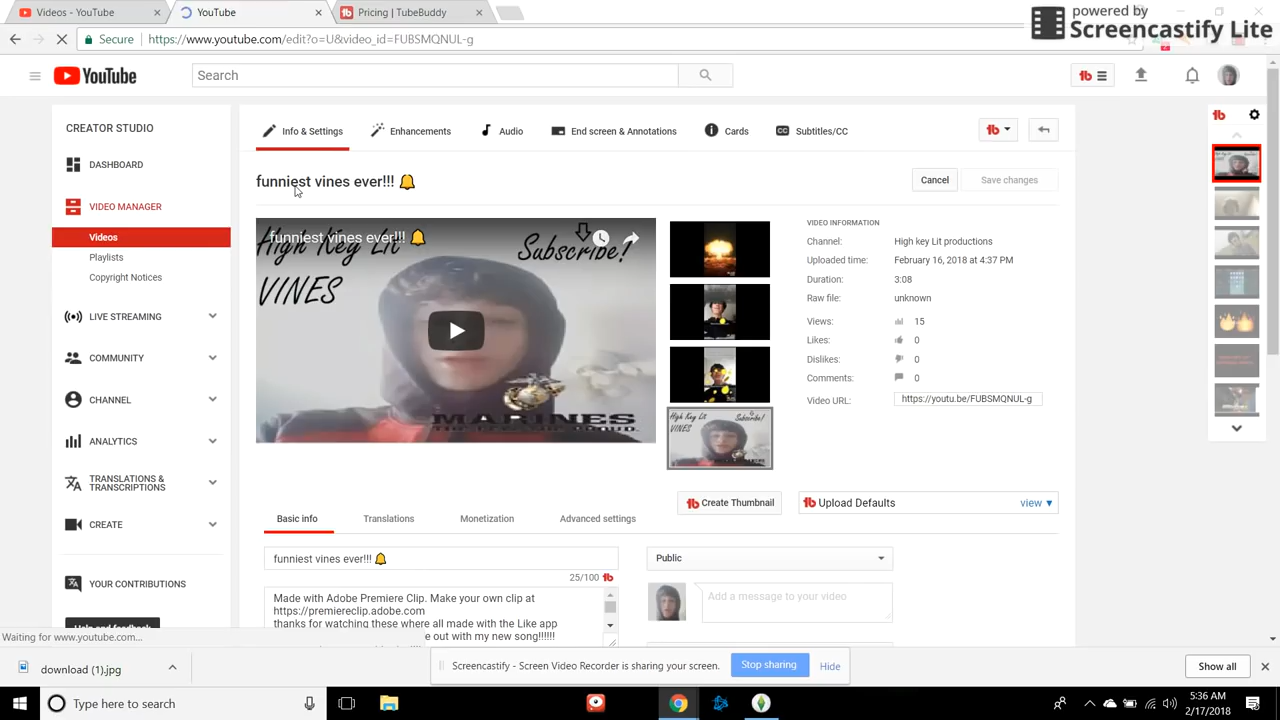 powered by
Screencastify Lite
Videos - YouTube
YouTube
Pricing | TubeBuddy
Secure
https://www.youtube.com/edit?o=U&video_id=FUBSMQNUL-g
YouTube
Search
CREATOR STUDIO
DASHBOARD
VIDEO MANAGER
Videos
Playlists
Copyright Notices
LIVE STREAMING
COMMUNITY
CHANNEL
ANALYTICS
TRANSLATIONS &
TRANSCRIPTIONS
CREATE
YOUR CONTRIBUTIONS
Help and feedback
Info & Settings
Enhancements
Audio
End screen & Annotations
Cards
CC Subtitles/CC
funniest vines ever!!! 🔔
Cancel
Save changes
funniest vines ever!!! 🔔
High Key Lit
VINES
Subscribe!
MARINES
High Key Lit
VINES
Subscribe!
VIDEO INFORMATION
Channel: High key Lit productions
Uploaded time: February 16, 2018 at 4:37 PM
Duration: 3:08
Raw file: unknown
Views: 15
Likes: 0
Dislikes: 0
Comments: 0
Video URL: https://youtu.be/FUBSMQNUL-g
Create Thumbnail
Upload Defaults
view ▼
Basic info
Translations
Monetization
Advanced settings
funniest vines ever!!! 🔔
25/100
Made with Adobe Premiere Clip. Make your own clip at
https://premiereclip.adobe.com
thanks for watching these where all made with the Like app
e out with my new song!!!!!!
Public
Add a message to your video
Waiting for www.youtube.com...
download (1).jpg
Screencastify - Screen Video Recorder is sharing your screen.
Stop sharing
Hide
Show all
Type here to search
5:36 AM
2/17/2018